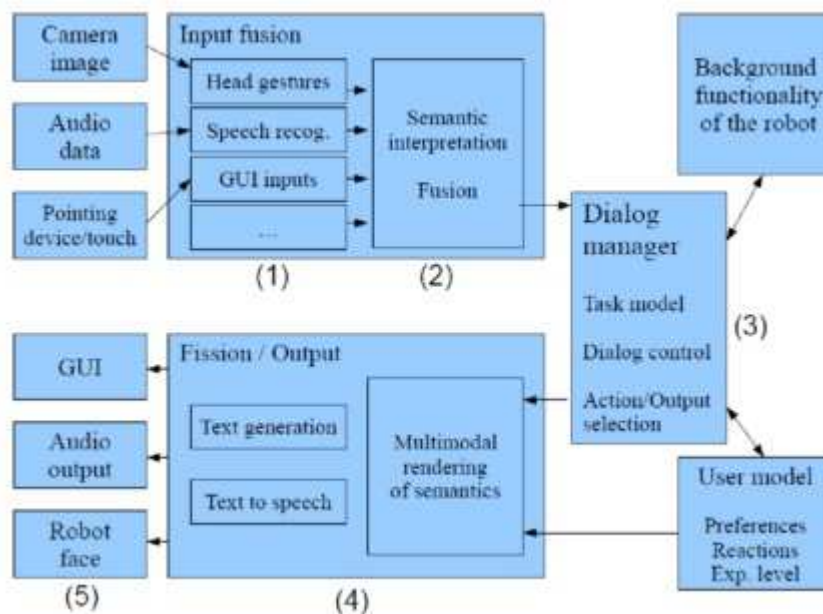 Camera
image
Audio
data
Pointing
device/touch
Input fusion
Head gestures
Speech recog.
GUI inputs
...
Semantic
interpretation
Fusion
(1)
(2)
Background
functionality
of the robot
Dialog
manager
Task model
Dialog control
Action/Output
selection
(3)
User model
Preferences
Reactions
Exp. level
Fission / Output
Text generation
Text to speech
Multimodal
rendering
of semantics
(4)
GUI
Audio
output
Robot
face
(5)